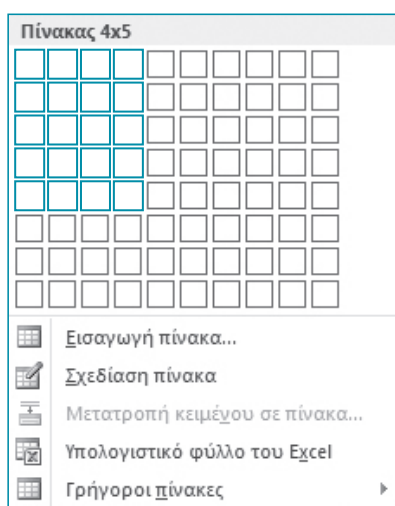 Πίνακας 4x5
Εισαγωγή πίνακα...
Σχεδίαση πίνακα
Μετατροπή κειμένου σε πίνακα...
Υπολογιστικό φύλλο του Excel
Γρήγοροι πίνακες